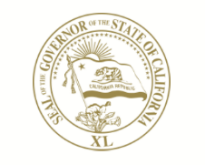 SEAL OF THE GOVERNOR OF THE STATE OF CALIFORNIA
CALIFORNIA REPUBLIC
XL